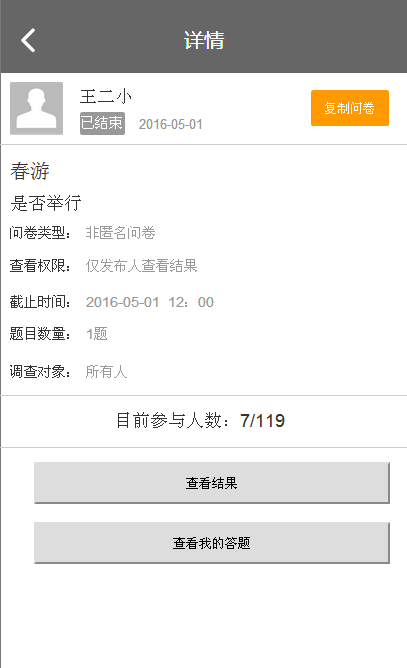 详情
王二小
复制问卷
已结束 2016-05-01
春游
是否举行
问卷类型： 非匿名问卷
查看权限： 仅发布人查看结果
截止时间： 2016-05-01 12：00
题目数量： 1题
调查对象： 所有人
目前参与人数：7/119
查看结果
查看我的答题